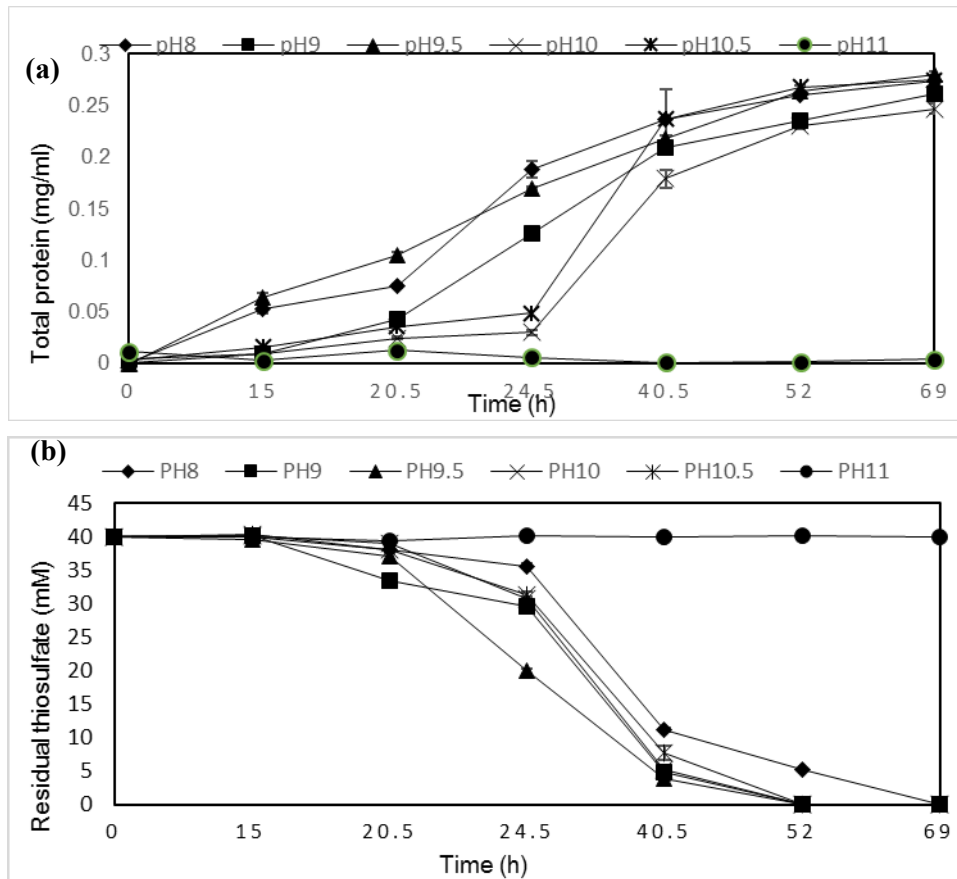 pH8 pH9 pH9.5 pH10 pH10.5 pH11
(a)
0.3
0.25
0.2
0.15
0.1
0.05
0
Total protein (mg/ml)
0 15 20.5 24.5 40.5 52 69
Time (h)
(b)
PH8 PH9 PH9.5 PH10 PH10.5 PH11
45
40
35
30
25
20
15
10
5
0
Residual thiosulfate (mM)
0 15 20.5 24.5 40.5 52 69
Time (h)